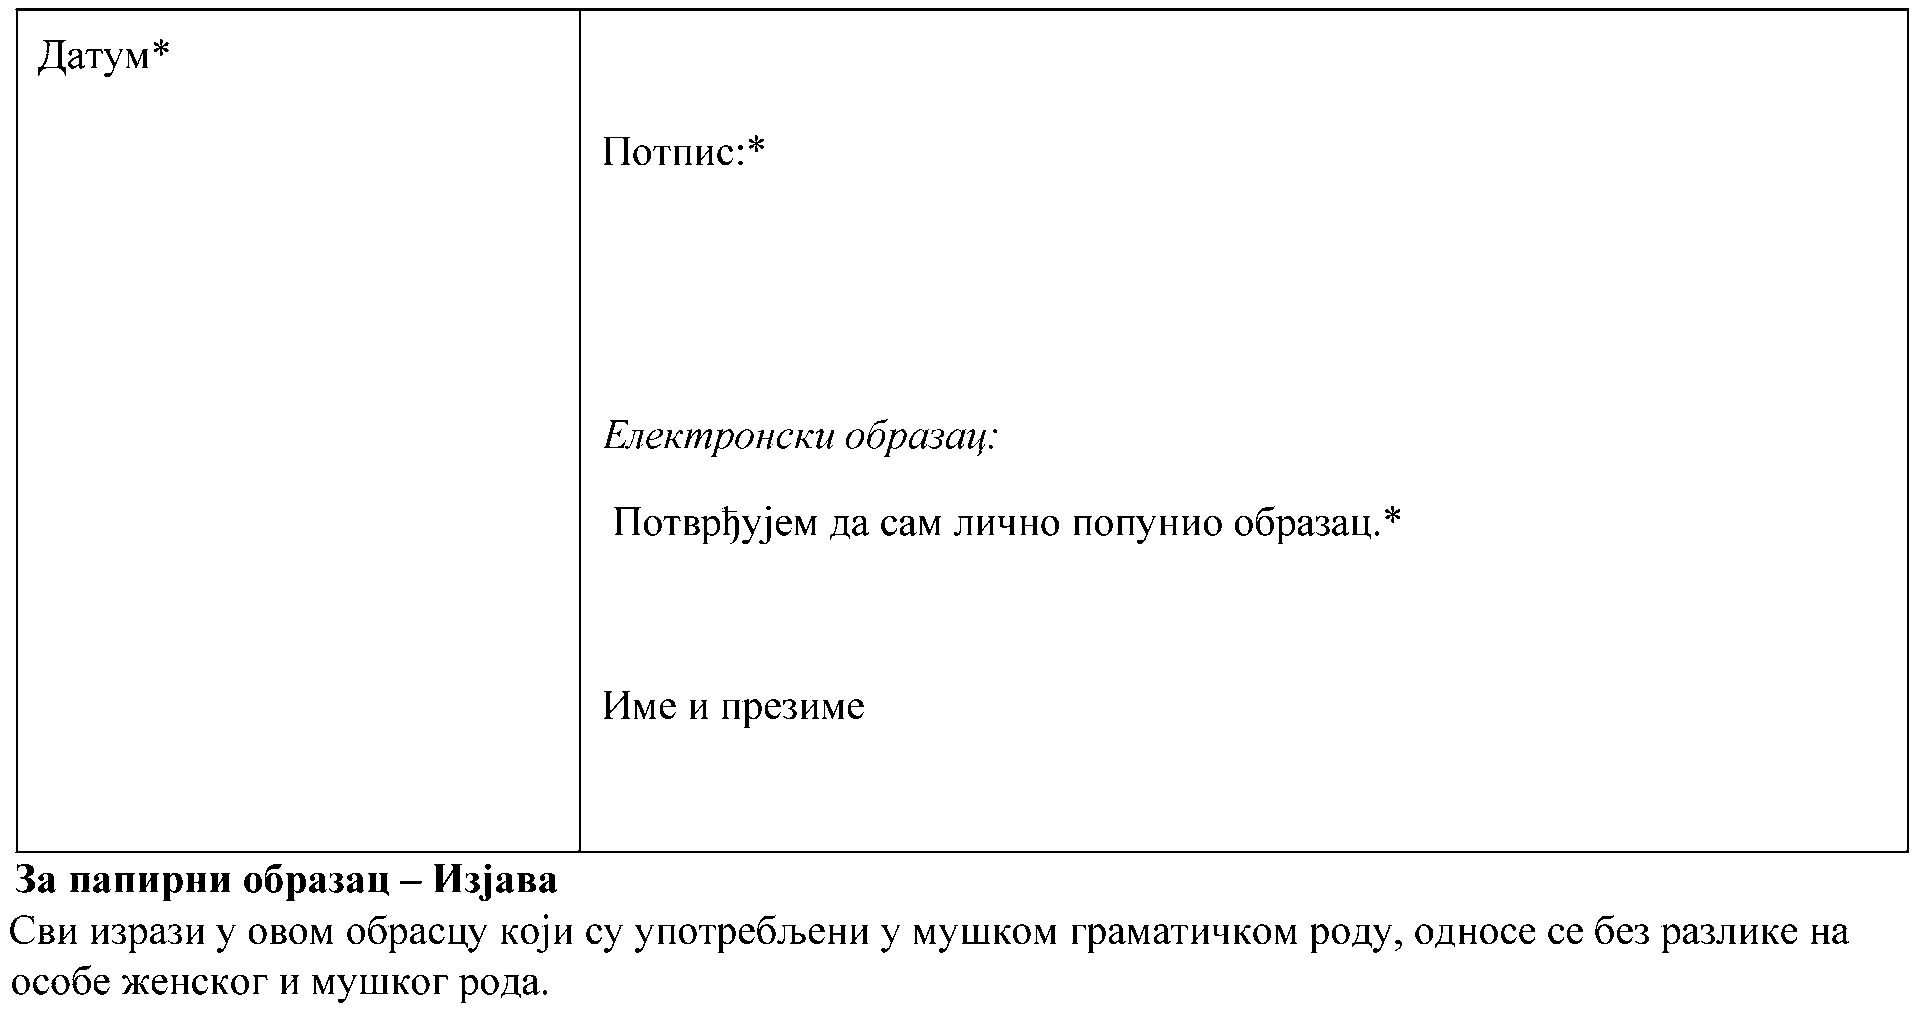 Датум*
Потпис:*
Електронски образац:
Потврђујем да сам лично попунио образац.*
Име и презиме
За папирни образац – Изјава
Сви изрази у овом обрасцу који су употребљени у мушком граматичком роду, односе се без разлике на
особе женског и мушког рода.